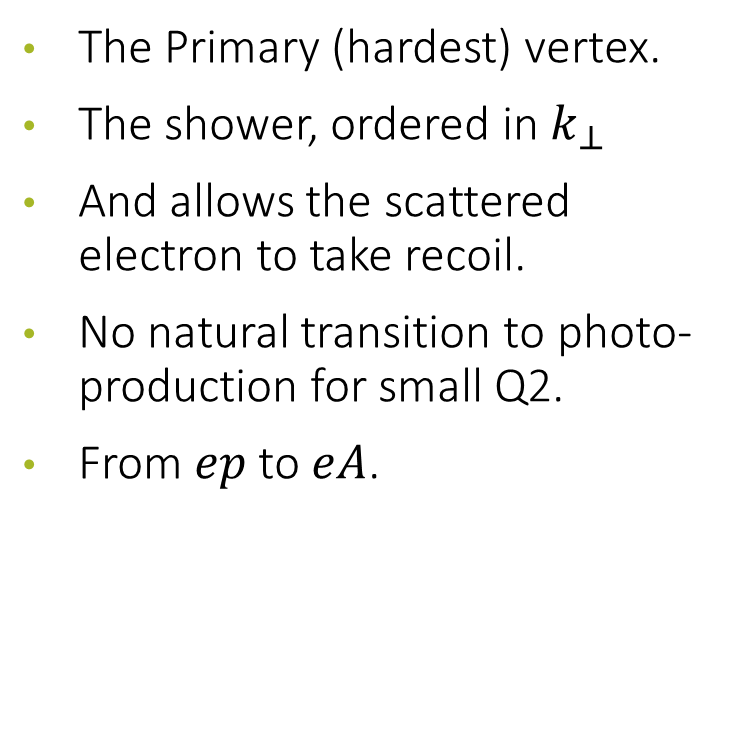 • The Primary (hardest) vertex.
• The shower, ordered in k⊥
• And allows the scattered
electron to take recoil.
• No natural transition to photo-
production for small Q2.
• From ep to eA.